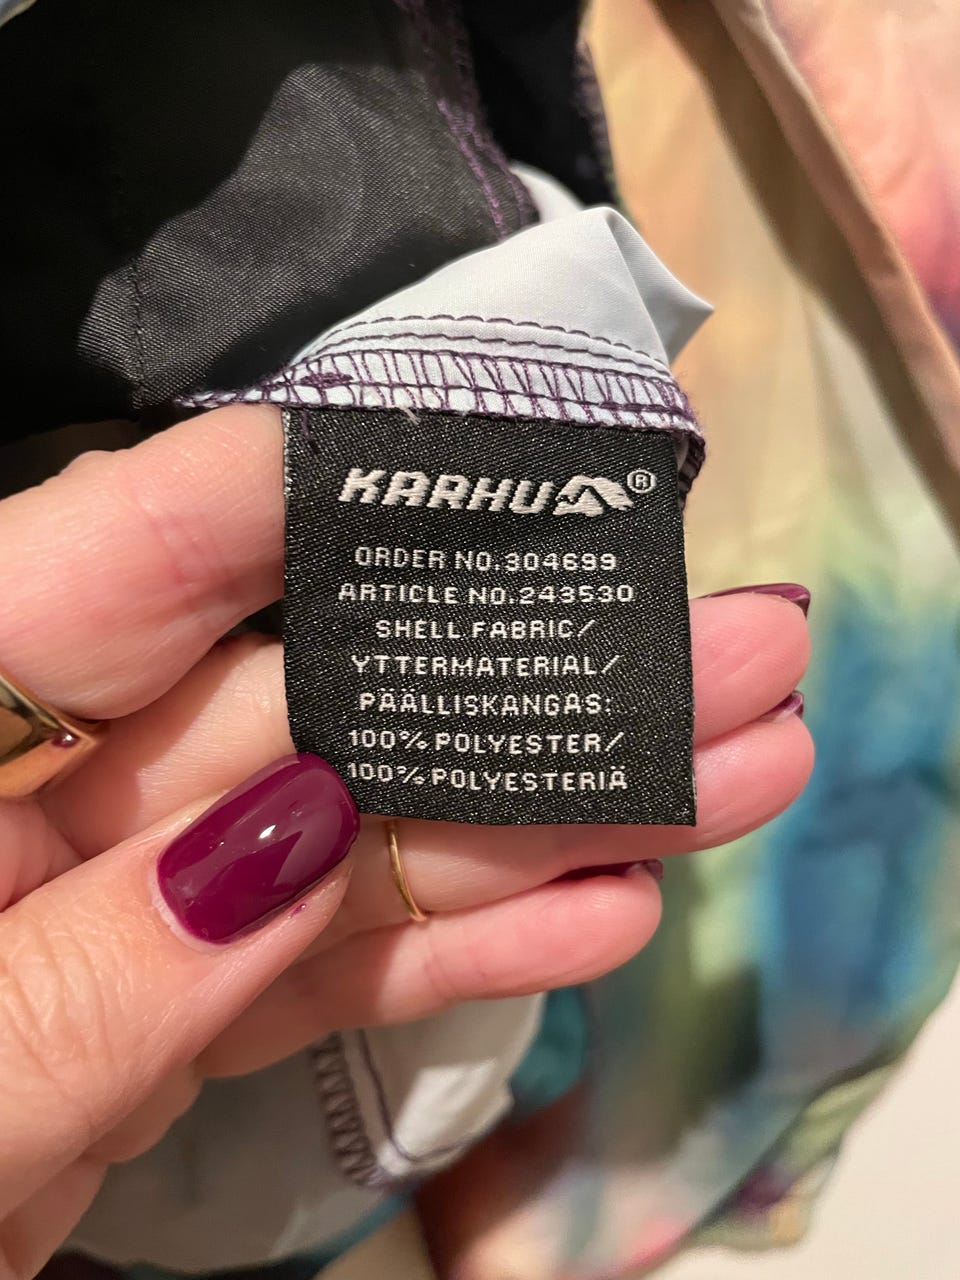 KARHU®
ORDER NO.304699
ARTICLE NO.243530
SHELL FABRIC/
YTTERMATERIAL/
PÄÄLLISKANGAS:
100% POLYESTER/
100% POLYESTERIÄ